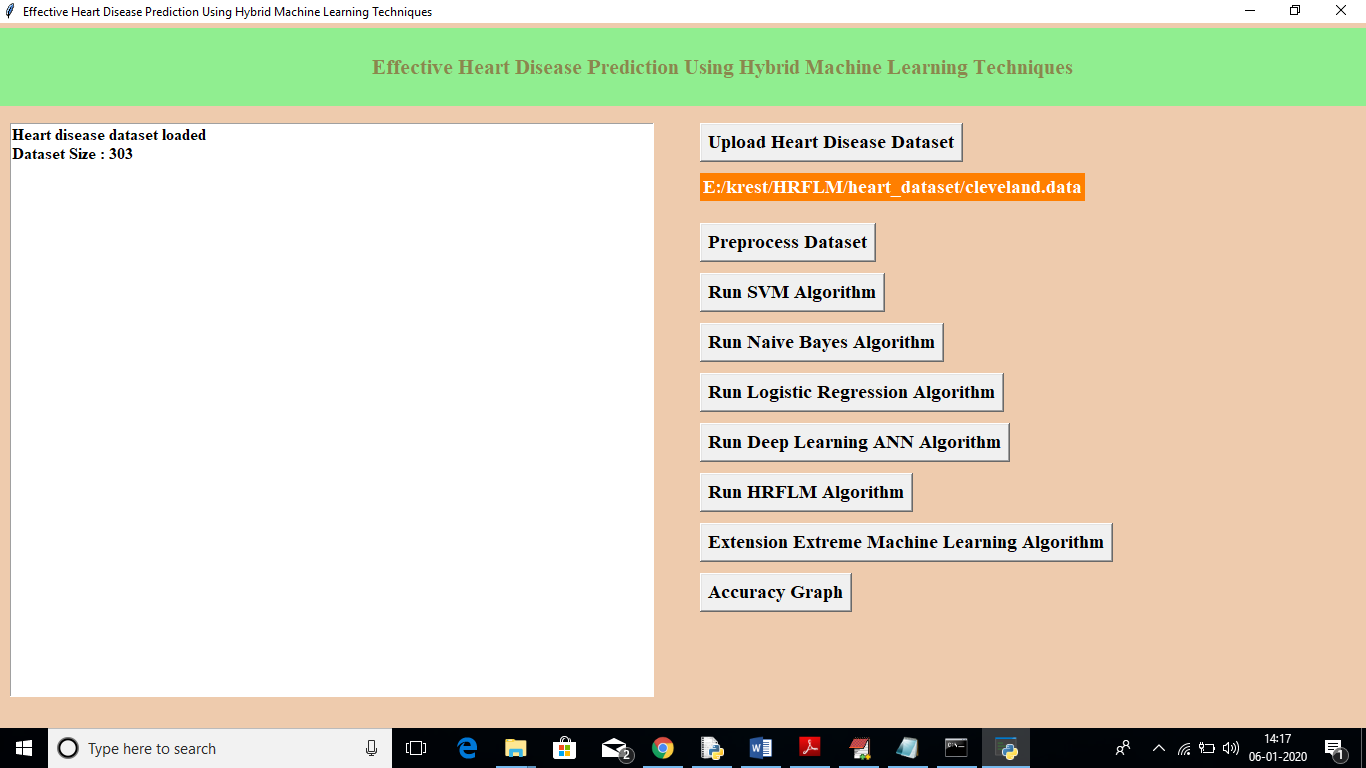 Effective Heart Disease Prediction Using Hybrid Machine Learning Techniques
Effective Heart Disease Prediction Using Hybrid Machine Learning Techniques
Heart disease dataset loaded
Dataset Size : 303
Upload Heart Disease Dataset
E:/krest/HRFLM/heart_dataset/cleveland.data
Preprocess Dataset
Run SVM Algorithm
Run Naive Bayes Algorithm
Run Logistic Regression Algorithm
Run Deep Learning ANN Algorithm
Run HRFLM Algorithm
Extension Extreme Machine Learning Algorithm
Accuracy Graph
Type here to search
2
14:17
06-01-2020
1